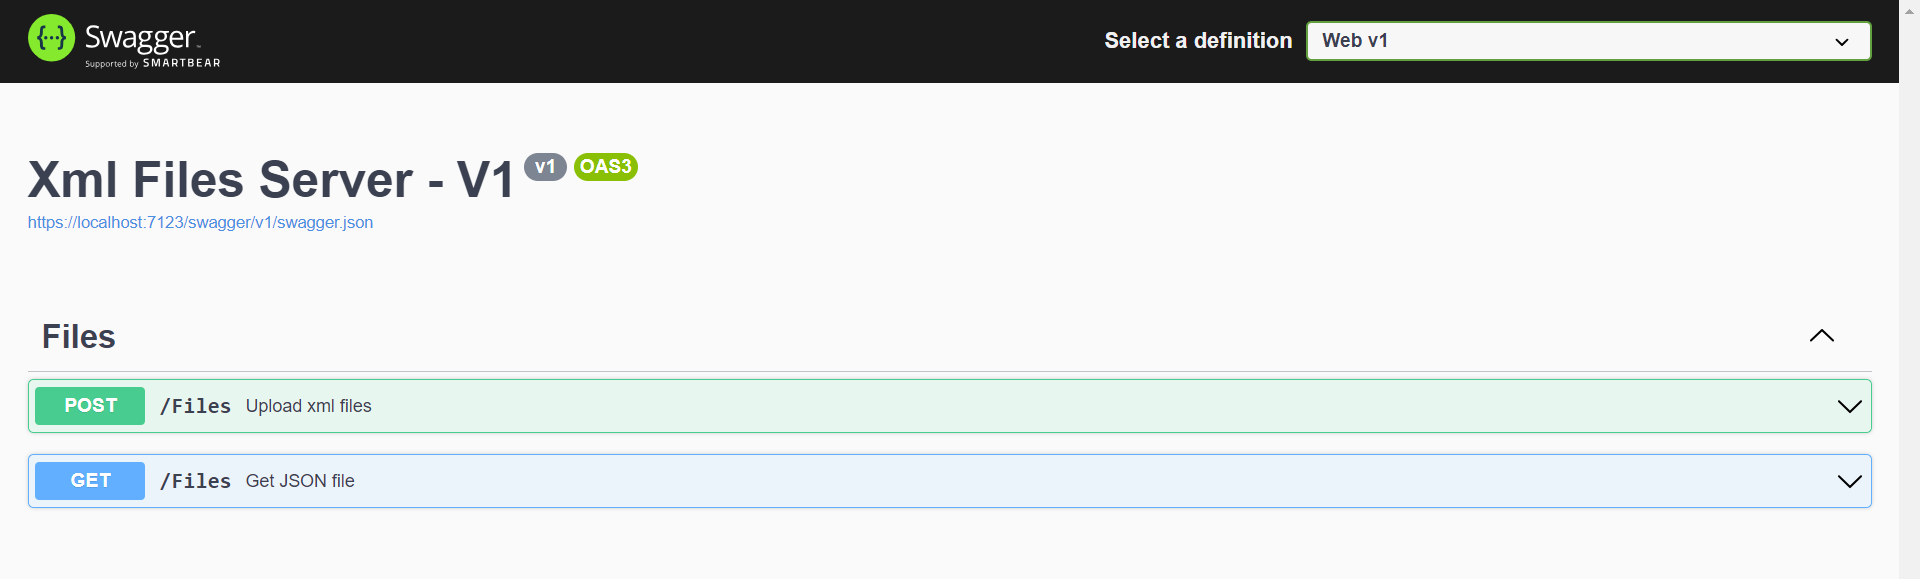 {···} Swagger™
Supported by SMARTBEAR
Select a definition Web v1
Xml Files Server - V1 v1 OAS3
https://localhost:7123/swagger/v1/swagger.json
Files
POST /Files Upload xml files
GET /Files Get JSON file